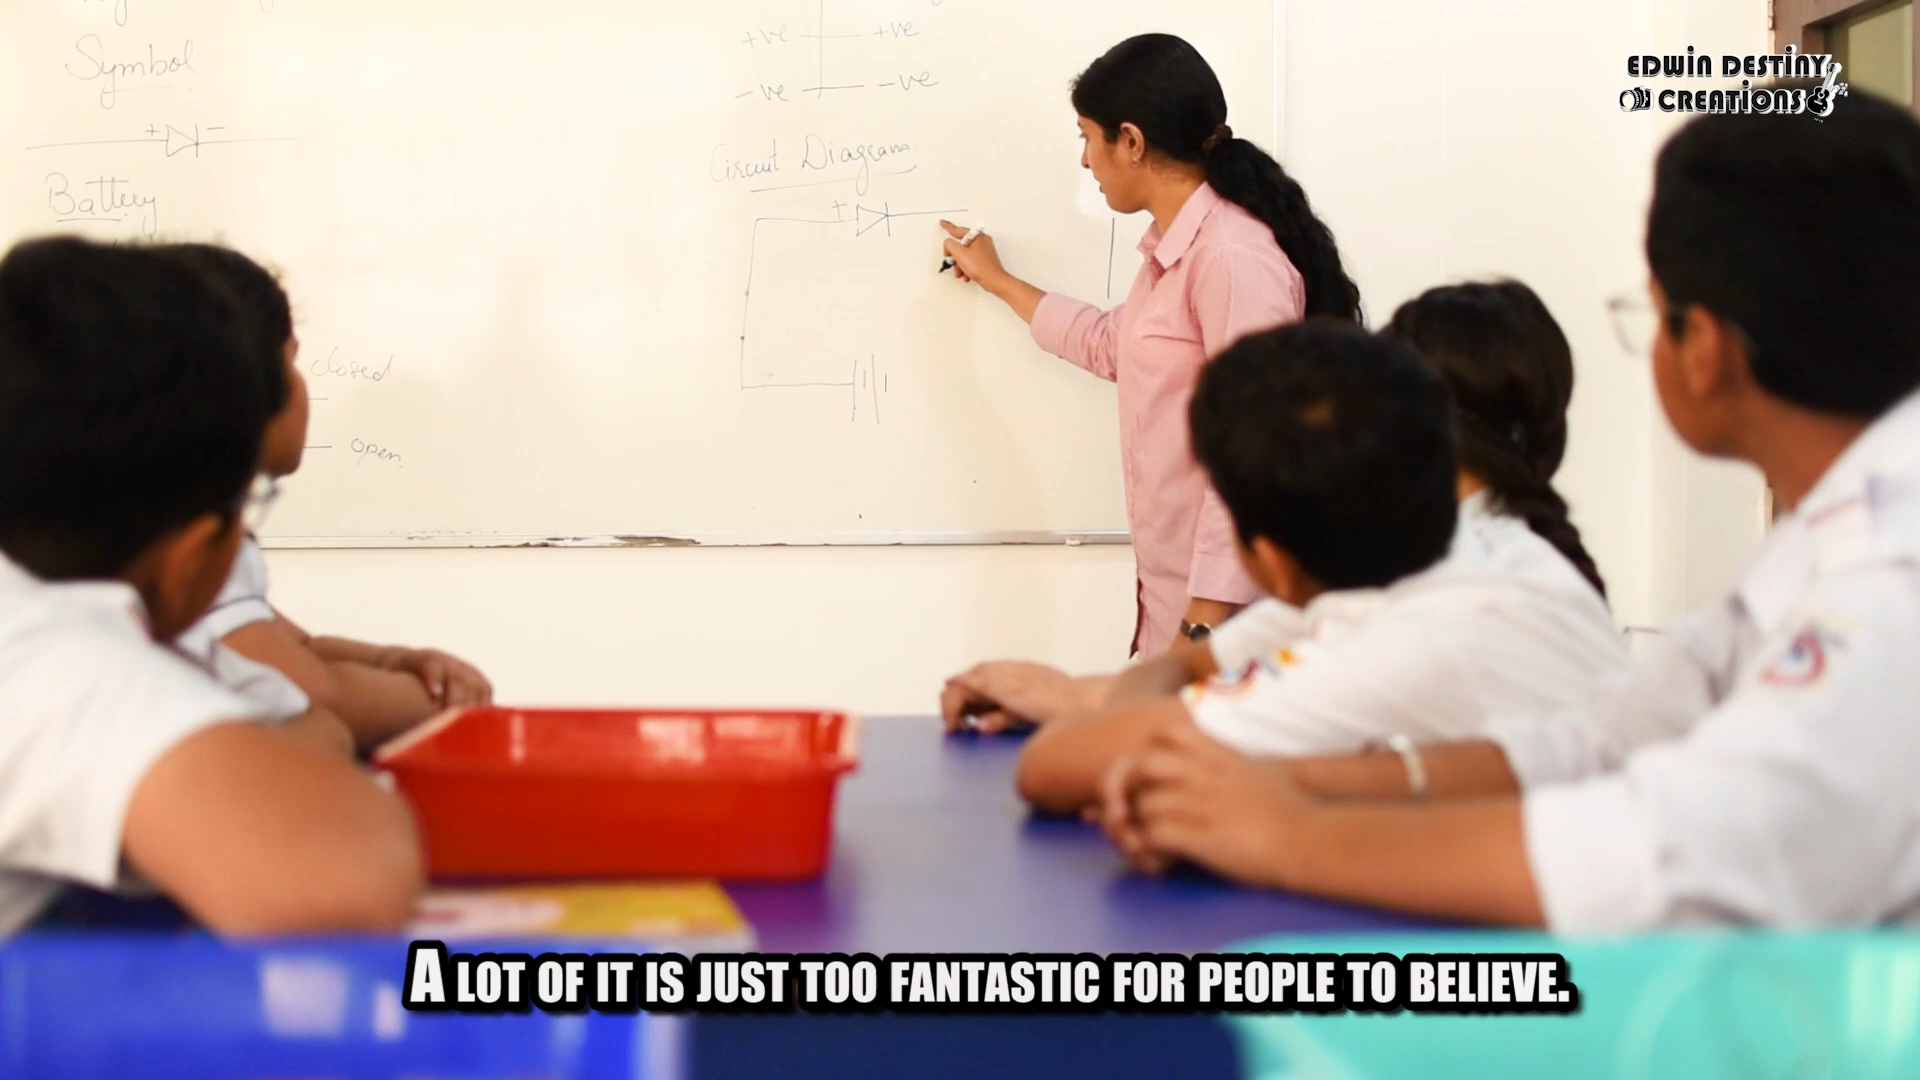 Symbol
+ −
Battery
closed
open
+ve +ve
−ve −ve
Circuit Diagram
+
EDWIN DESTINY
CREATIONS
A LOT OF IT IS JUST TOO FANTASTIC FOR PEOPLE TO BELIEVE.